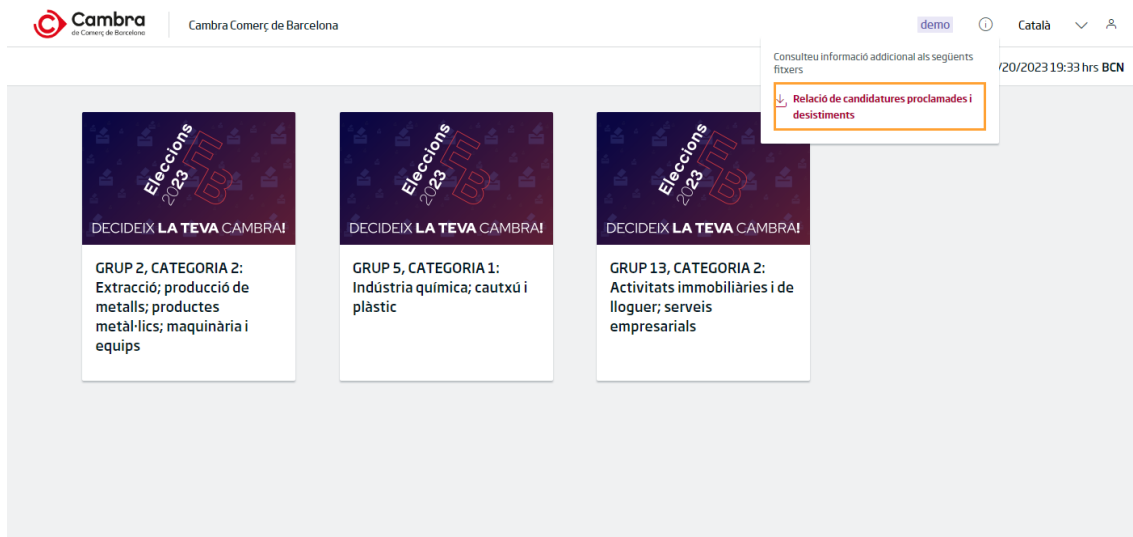 Cambra
de Comerç de Barcelona
Cambra Comerç de Barcelona
demo
Català
Consulteu informació addicional als següents
fitxers
Relació de candidatures proclamades i
desistiments
/20/2023 19:33 hrs BCN
Eleccions
2023
EEB
DECIDEIX LA TEVA CAMBRA!
GRUP 2, CATEGORIA 2:
Extracció; producció de
metalls; productes
metàl·lics; maquinària i
equips
Eleccions
2023
EEB
DECIDEIX LA TEVA CAMBRA!
GRUP 5, CATEGORIA 1:
Indústria química; cautxú i
plàstic
Eleccions
2023
EEB
DECIDEIX LA TEVA CAMBRA!
GRUP 13, CATEGORIA 2:
Activitats immobiliàries i de
lloguer; serveis
empresarials